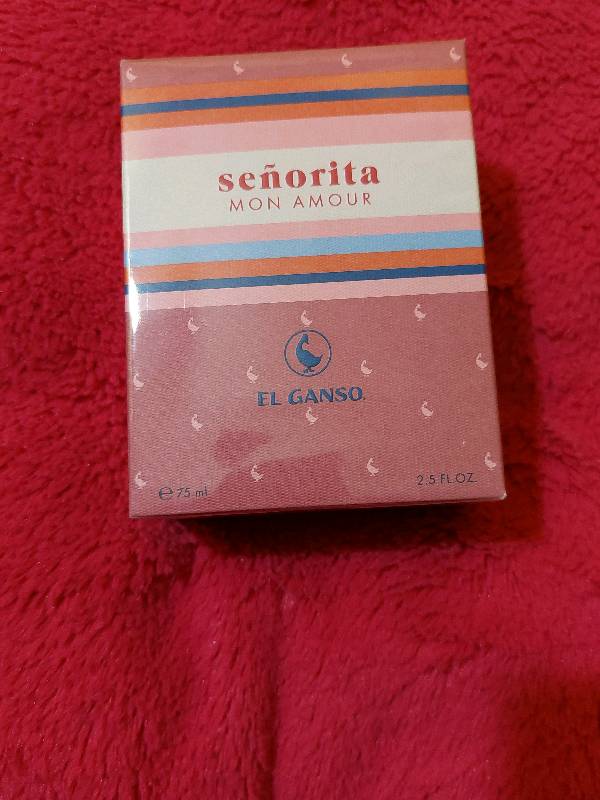 señorita
MON AMOUR
EL GANSO
℮ 75 ml
2.5 FL.OZ.